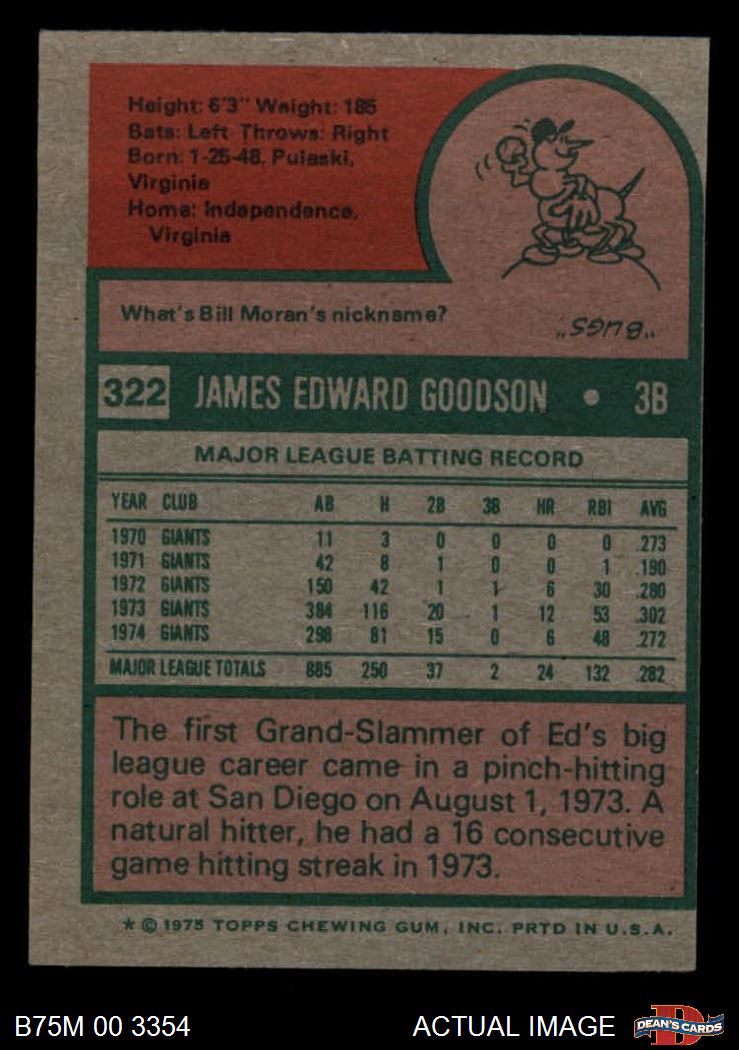 Height: 6'3" Weight: 185
Bats: Left Throws: Right
Born: 1-25-48, Pulaski,
Virginia
Home: Independence,
Virginia
What's Bill Moran's nickname?
"BUGS"
322 JAMES EDWARD GOODSON • 3B
MAJOR LEAGUE BATTING RECORD
YEAR CLUB AB H 2B 3B HR RBI AVG
1970 GIANTS 11 3 0 0 0 0 .273
1971 GIANTS 42 8 1 0 0 1 .190
1972 GIANTS 150 42 1 1 6 30 .280
1973 GIANTS 384 116 20 1 12 53 .302
1974 GIANTS 298 81 15 0 6 48 .272
MAJOR LEAGUE TOTALS 885 250 37 2 24 132 .282
The first Grand-Slammer of Ed's big
league career came in a pinch-hitting
role at San Diego on August 1, 1973. A
natural hitter, he had a 16 consecutive
game hitting streak in 1973.
* © 1975 TOPPS CHEWING GUM, INC. PRTD IN U.S.A.
B75M 00 3354 ACTUAL IMAGE DEAN'S CARDS